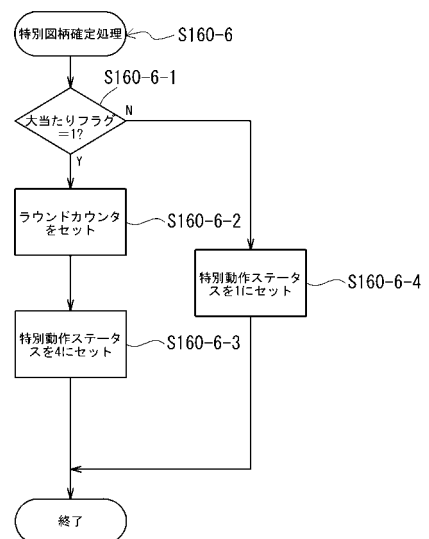 特別図柄確定処理
S160-6
S160-6-1
大当たりフラグ
=1?
N
Y
ラウンドカウンタ
をセット
S160-6-2
特別動作ステータ
スを1にセット
S160-6-4
特別動作ステータ
スを4にセット
S160-6-3
終了